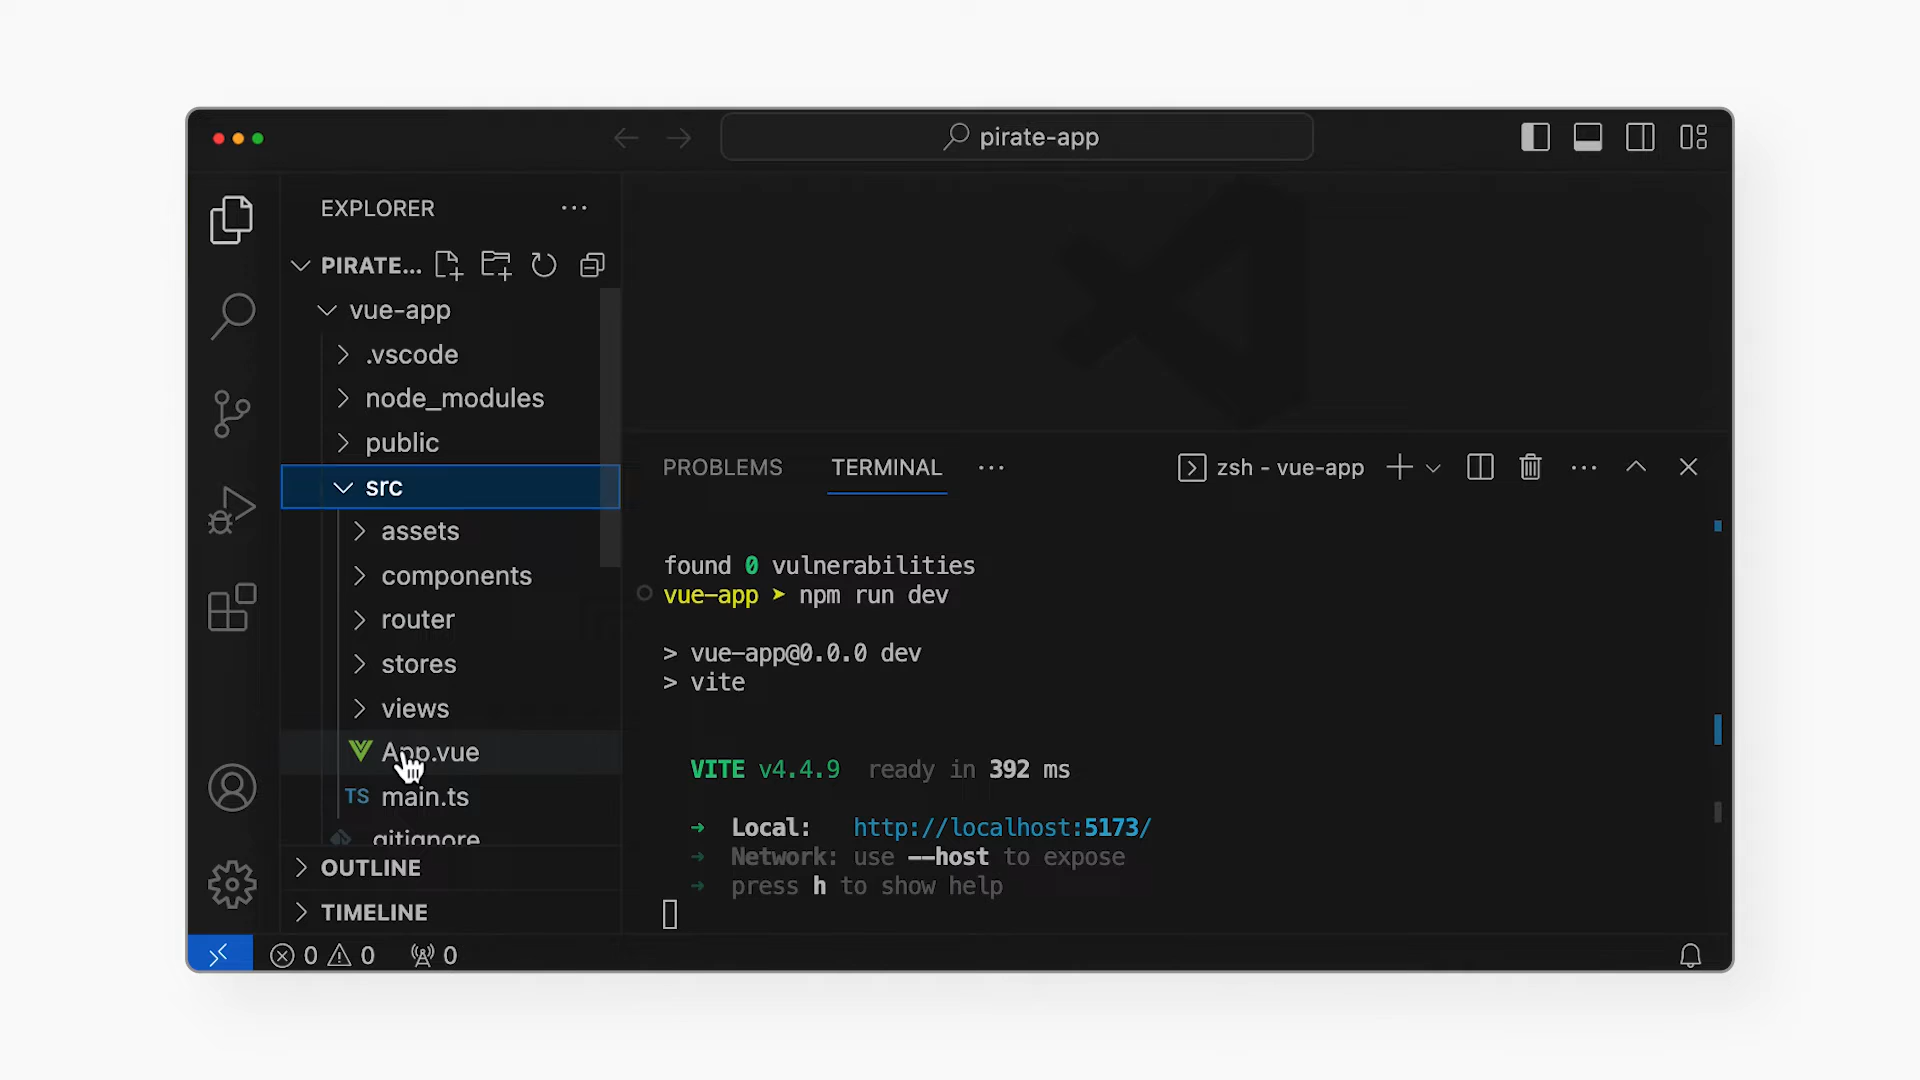 pirate-app
EXPLORER
PIRATE...
vue-app
.vscode
node_modules
public
src
assets
components
router
stores
views
App.vue
TS main.ts
.gitignore
OUTLINE
TIMELINE
PROBLEMS TERMINAL
zsh - vue-app
found 0 vulnerabilities
vue-app ➤ npm run dev
> vue-app@0.0.0 dev
> vite
VITE v4.4.9 ready in 392 ms
➜ Local: http://localhost:5173/
➜ Network: use --host to expose
➜ press h to show help
0 0 0